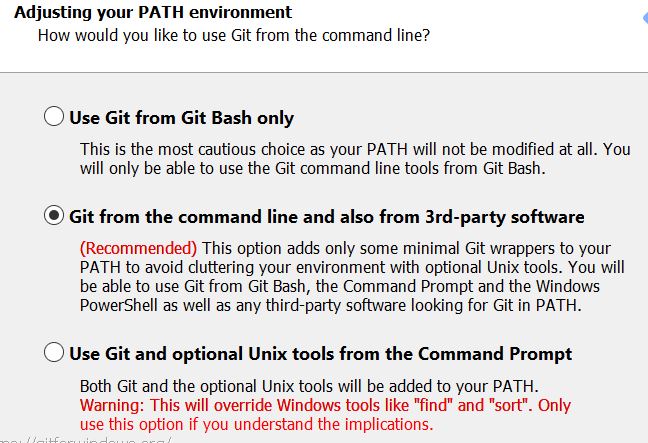 Adjusting your PATH environment
How would you like to use Git from the command line?
Use Git from Git Bash only
This is the most cautious choice as your PATH will not be modified at all. You
will only be able to use the Git command line tools from Git Bash.
Git from the command line and also from 3rd-party software
(Recommended) This option adds only some minimal Git wrappers to your
PATH to avoid cluttering your environment with optional Unix tools. You will
be able to use Git from Git Bash, the Command Prompt and the Windows
PowerShell as well as any third-party software looking for Git in PATH.
Use Git and optional Unix tools from the Command Prompt
Both Git and the optional Unix tools will be added to your PATH.
Warning: This will override Windows tools like "find" and "sort". Only
use this option if you understand the implications.